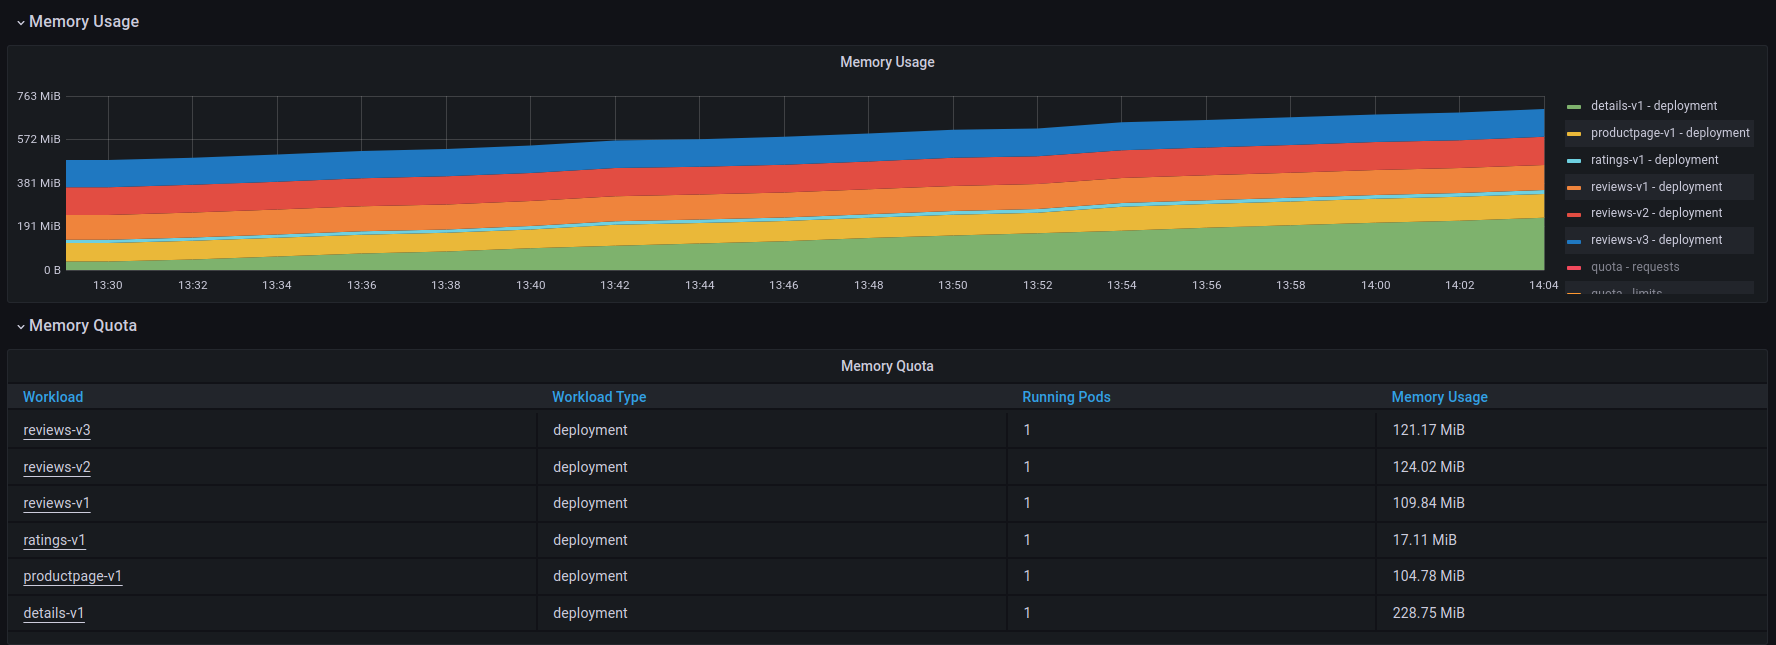 Memory Usage
Memory Usage
763 MiB
572 MiB
381 MiB
191 MiB
0 B
13:30 13:32 13:34 13:36 13:38 13:40 13:42 13:44 13:46 13:48 13:50 13:52 13:54 13:56 13:58 14:00 14:02 14:04
details-v1 - deployment
productpage-v1 - deployment
ratings-v1 - deployment
reviews-v1 - deployment
reviews-v2 - deployment
reviews-v3 - deployment
quota - requests
quota - limits
Memory Quota
Memory Quota
Workload Workload Type Running Pods Memory Usage
reviews-v3 deployment 1 121.17 MiB
reviews-v2 deployment 1 124.02 MiB
reviews-v1 deployment 1 109.84 MiB
ratings-v1 deployment 1 17.11 MiB
productpage-v1 deployment 1 104.78 MiB
details-v1 deployment 1 228.75 MiB